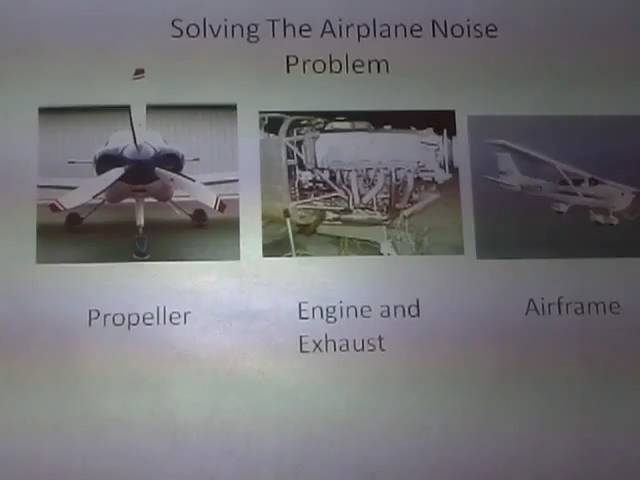 Solving The Airplane Noise
Problem
Propeller
Engine and
Exhaust
Airframe